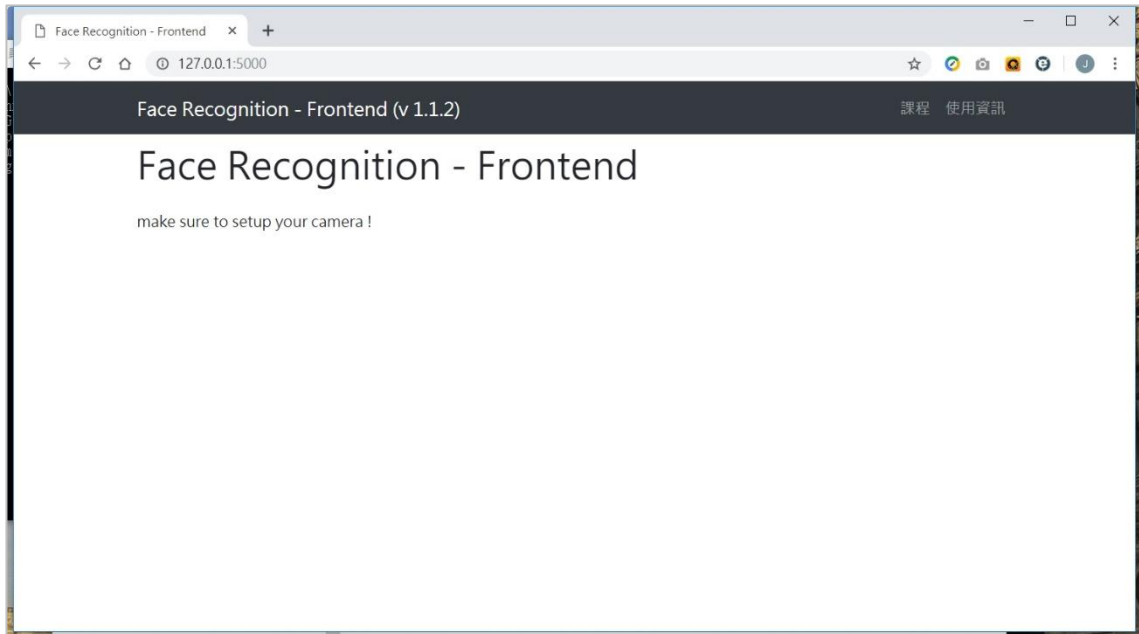 Face Recognition - Frontend
127.0.0.1:5000
J
Face Recognition - Frontend (v 1.1.2) 課程 使用資訊
Face Recognition - Frontend
make sure to setup your camera !